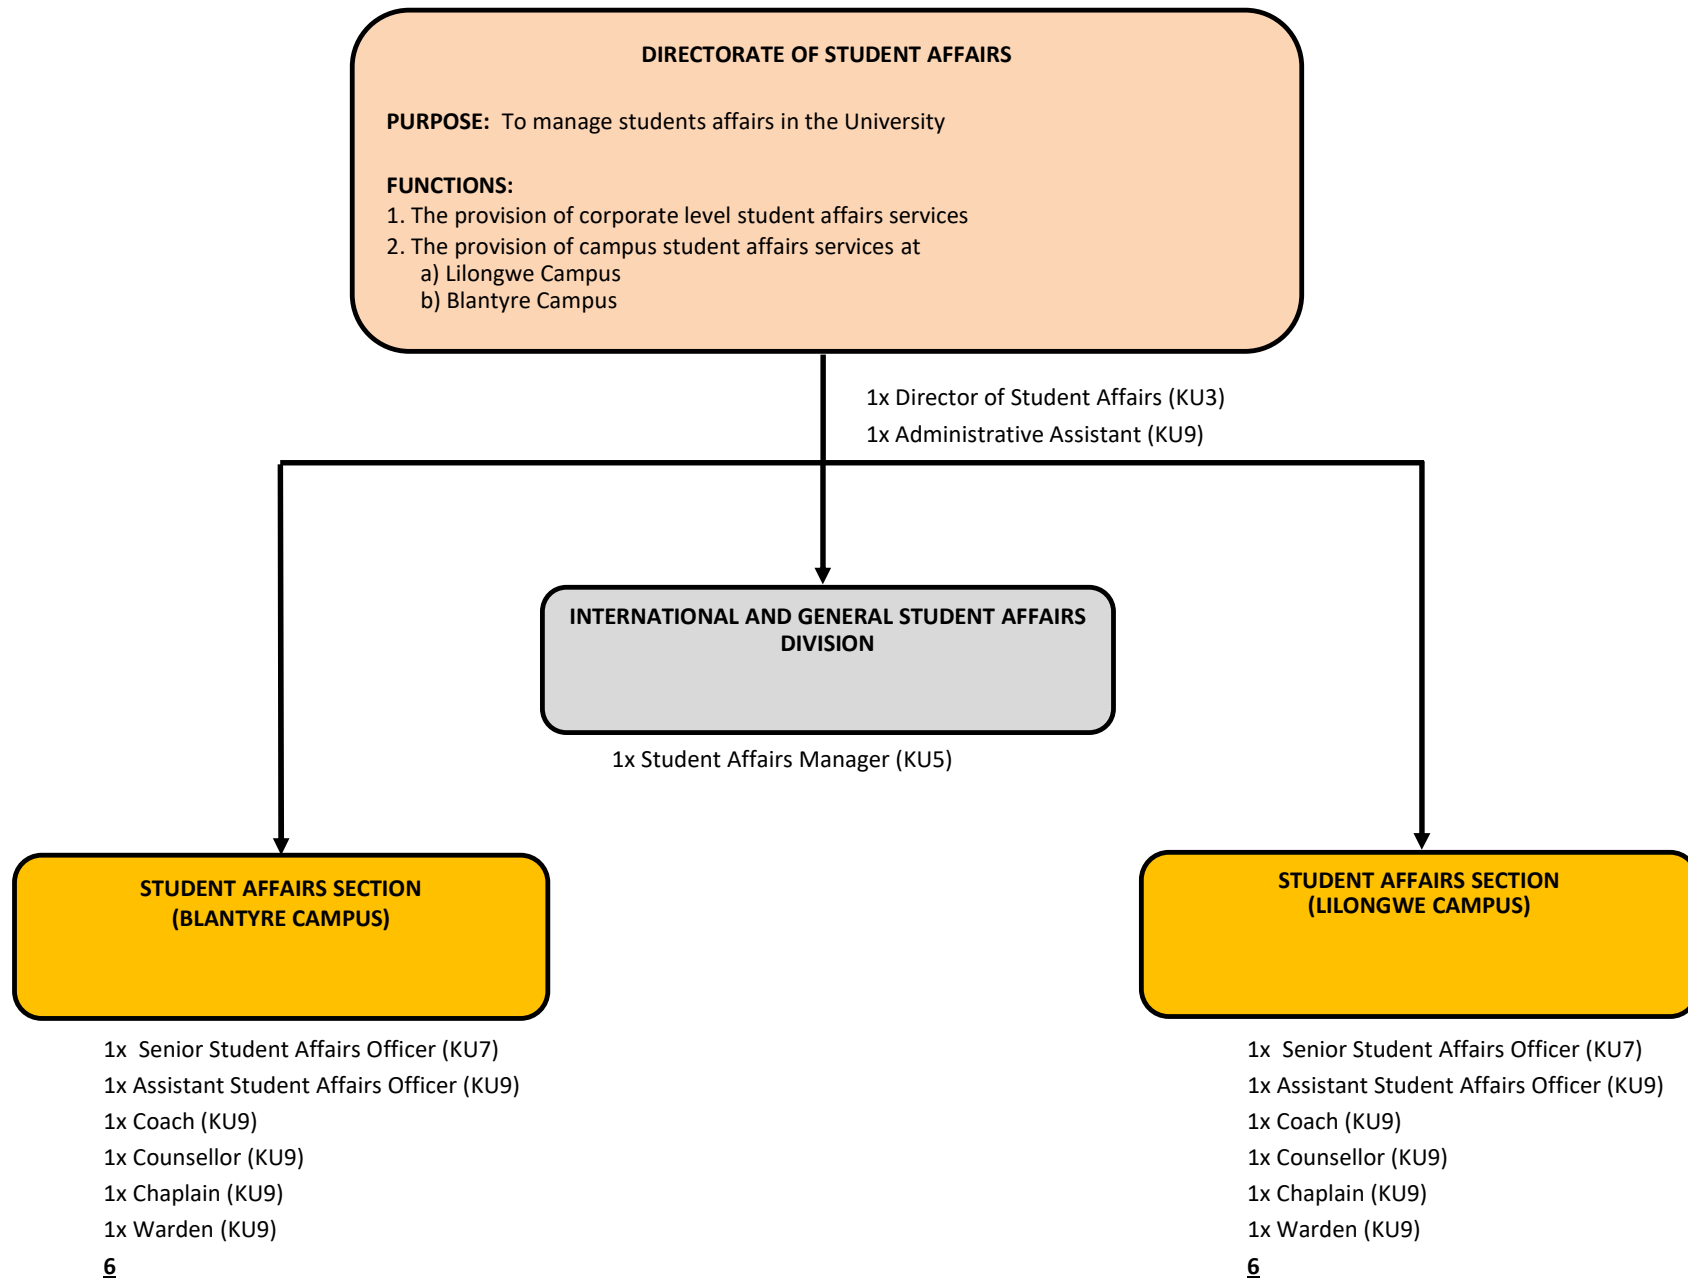 DIRECTORATE OF STUDENT AFFAIRS
PURPOSE: To manage students affairs in the University
FUNCTIONS:
1. The provision of corporate level student affairs services
2. The provision of campus student affairs services at
a) Lilongwe Campus
b) Blantyre Campus
1x Director of Student Affairs (KU3)
1x Administrative Assistant (KU9)
INTERNATIONAL AND GENERAL STUDENT AFFAIRS
DIVISION
1x Student Affairs Manager (KU5)
STUDENT AFFAIRS SECTION
(BLANTYRE CAMPUS)
1x Senior Student Affairs Officer (KU7)
1x Assistant Student Affairs Officer (KU9)
1x Coach (KU9)
1x Counsellor (KU9)
1x Chaplain (KU9)
1x Warden (KU9)
6
STUDENT AFFAIRS SECTION
(LILONGWE CAMPUS)
1x Senior Student Affairs Officer (KU7)
1x Assistant Student Affairs Officer (KU9)
1x Coach (KU9)
1x Counsellor (KU9)
1x Chaplain (KU9)
1x Warden (KU9)
6